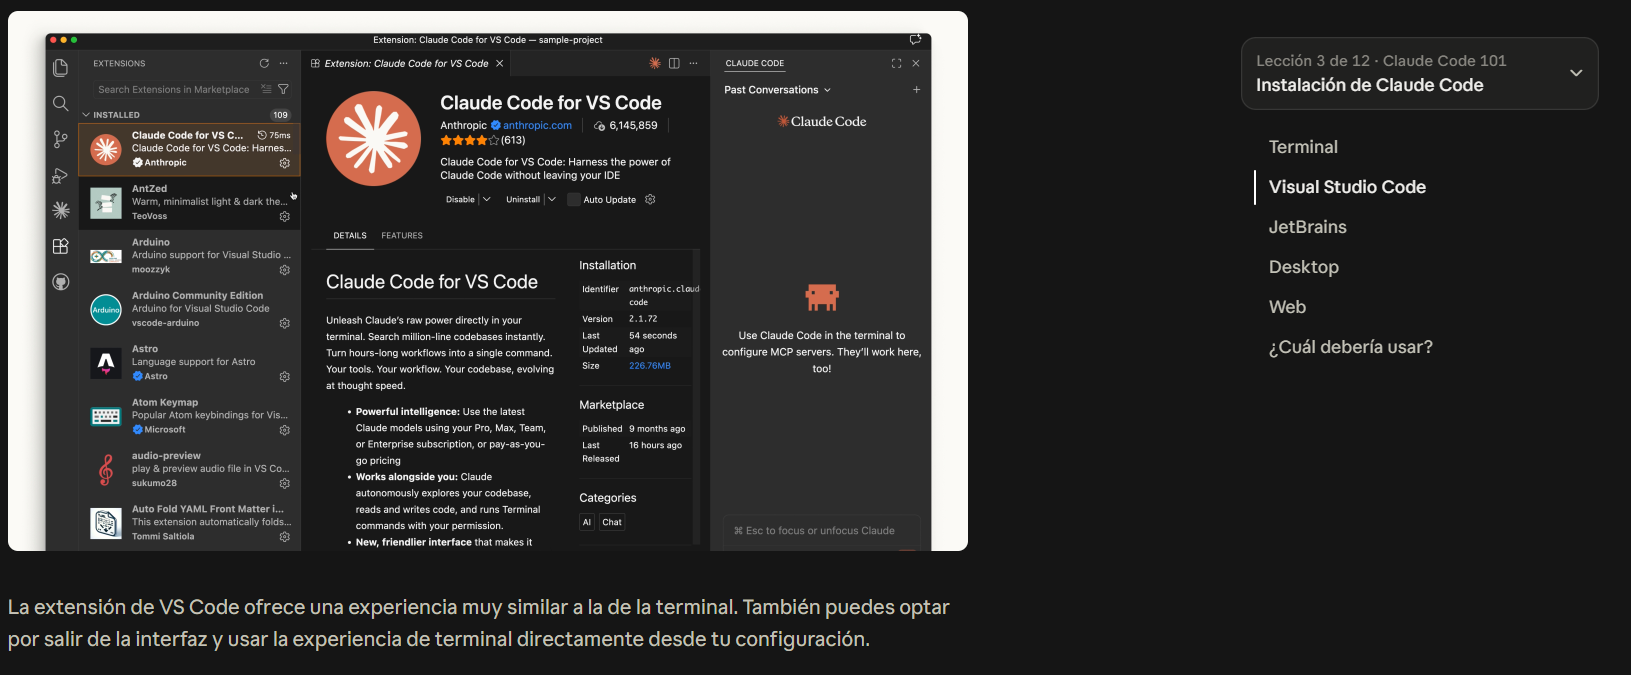 Extension: Claude Code for VS Code — sample-project
EXTENSIONS
Search Extensions in Marketplace
INSTALLED
109
Claude Code for VS C...
75ms
Claude Code for VS Code: Harnes...
Anthropic
AntZed
Warm, minimalist light & dark the...
TeoVoss
Arduino
Arduino support for Visual Studio ...
moozzyk
Arduino
Arduino Community Edition
Arduino for Visual Studio Code
vscode-arduino
Astro
Language support for Astro
Astro
Atom Keymap
Popular Atom keybindings for Vis...
Microsoft
audio-preview
play & preview audio file in VS Co...
sukumo28
Auto Fold YAML Front Matter i...
This extension automatically folds...
Tommi Saltiola
Extension: Claude Code for VS Code
Claude Code for VS Code
Anthropic anthropic.com 6,145,859
(613)
Claude Code for VS Code: Harness the power of
Claude Code without leaving your IDE
Disable Uninstall Auto Update
DETAILS FEATURES
Claude Code for VS Code
Unleash Claude's raw power directly in your
terminal. Search million-line codebases instantly.
Turn hours-long workflows into a single command.
Your tools. Your workflow. Your codebase, evolving
at thought speed.
• Powerful intelligence: Use the latest
Claude models using your Pro, Max, Team,
or Enterprise subscription, or pay-as-you-
go pricing
• Works alongside you: Claude
autonomously explores your codebase,
reads and writes code, and runs Terminal
commands with your permission.
• New, friendlier interface that makes it
Installation
Identifier anthropic.claud
code
Version 2.1.72
Last 54 seconds
Updated ago
Size 226.76MB
Marketplace
Published 9 months ago
Last 16 hours ago
Released
Categories
AI Chat
CLAUDE CODE
Past Conversations
Claude Code
Use Claude Code in the terminal to
configure MCP servers. They'll work here,
too!
⌘ Esc to focus or unfocus Claude
La extensión de VS Code ofrece una experiencia muy similar a la de la terminal. También puedes optar
por salir de la interfaz y usar la experiencia de terminal directamente desde tu configuración.
Lección 3 de 12 · Claude Code 101
Instalación de Claude Code
Terminal
Visual Studio Code
JetBrains
Desktop
Web
¿Cuál debería usar?